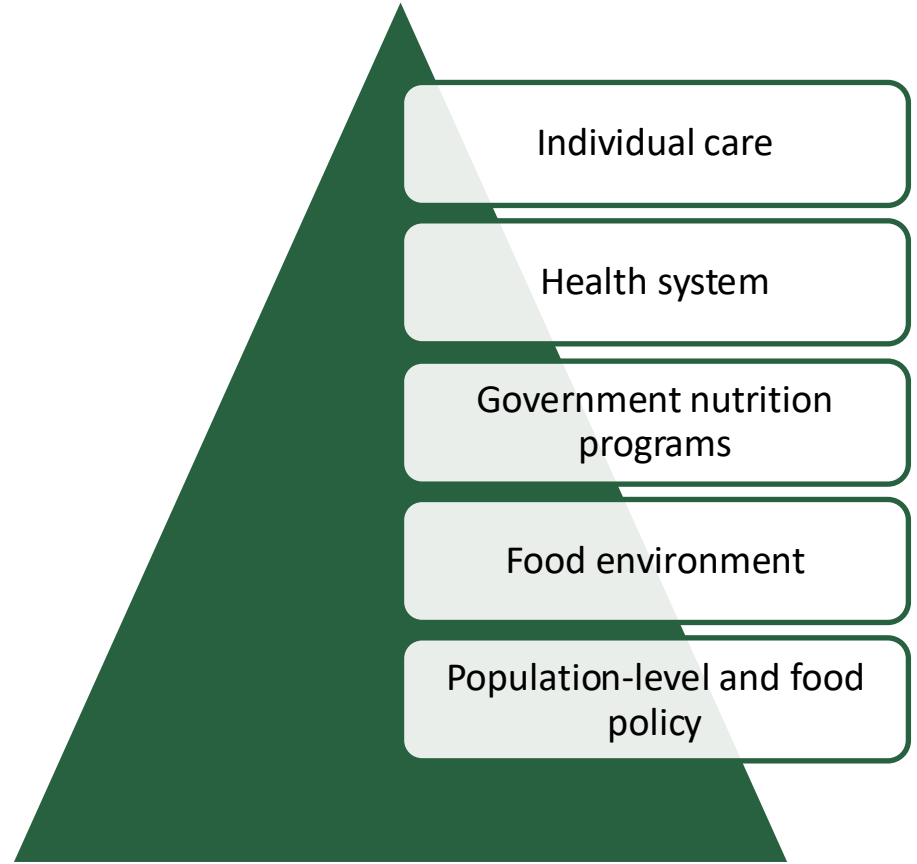 Individual care
Health system
Government nutrition
programs
Food environment
Population-level and food
policy